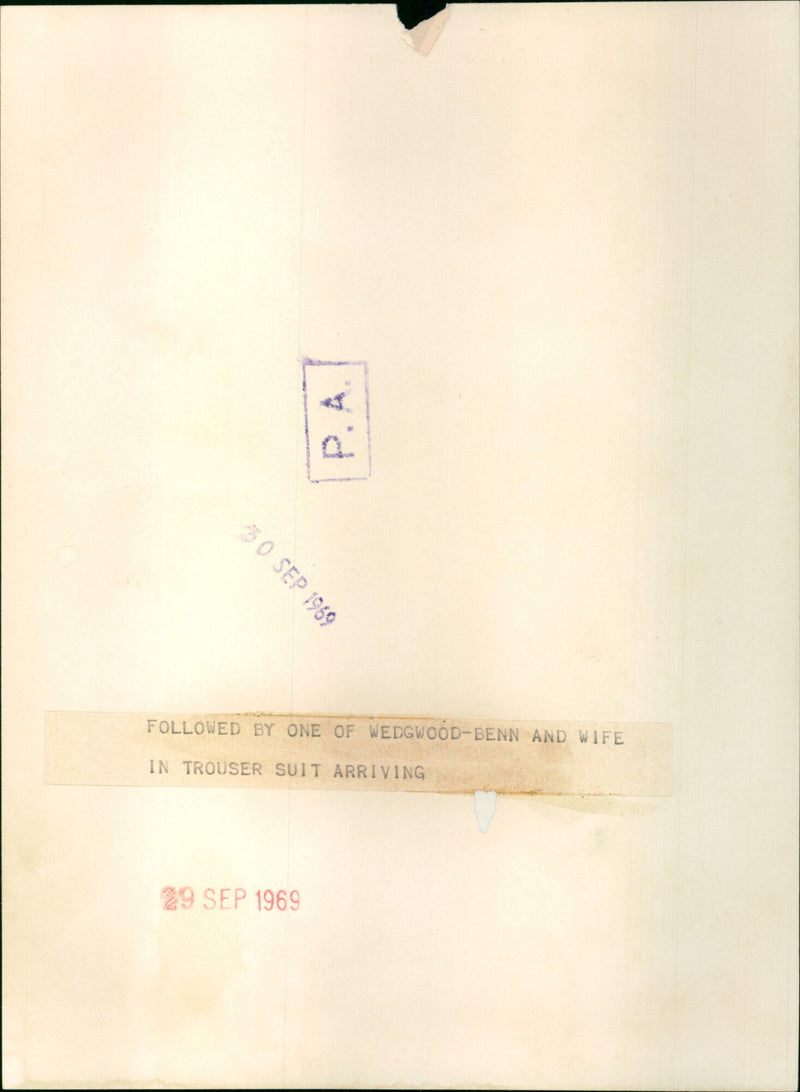 P.A.
30 SEP 1969
FOLLOWED BY ONE OF WEDGWOOD-BENN AND WIFE
IN TROUSER SUIT ARRIVING
29 SEP 1969